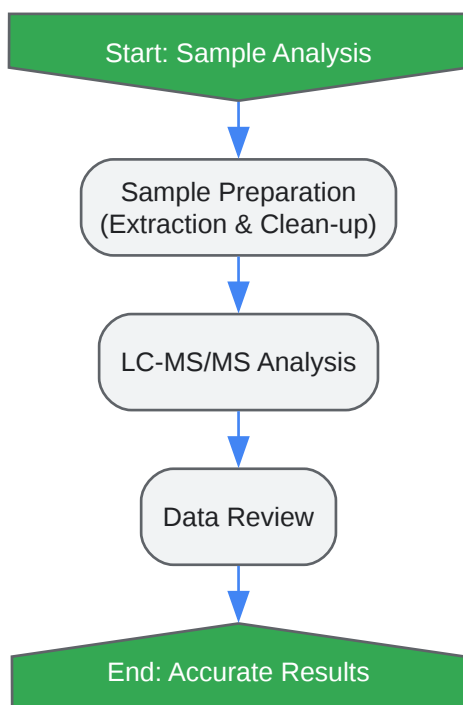 Start: Sample Analysis
Sample Preparation
(Extraction & Clean-up)
LC-MS/MS Analysis
Data Review
End: Accurate Results